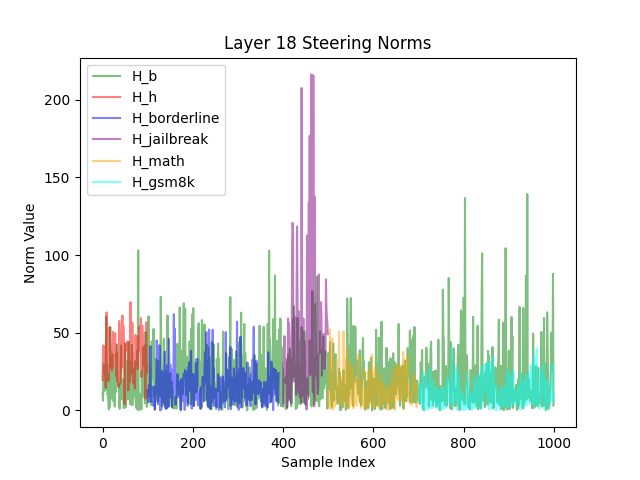 Layer 18 Steering Norms
H_b
H_h
H_borderline
H_jailbreak
H_math
H_gsm8k
Norm Value
200
150
100
50
0
0 200 400 600 800 1000
Sample Index